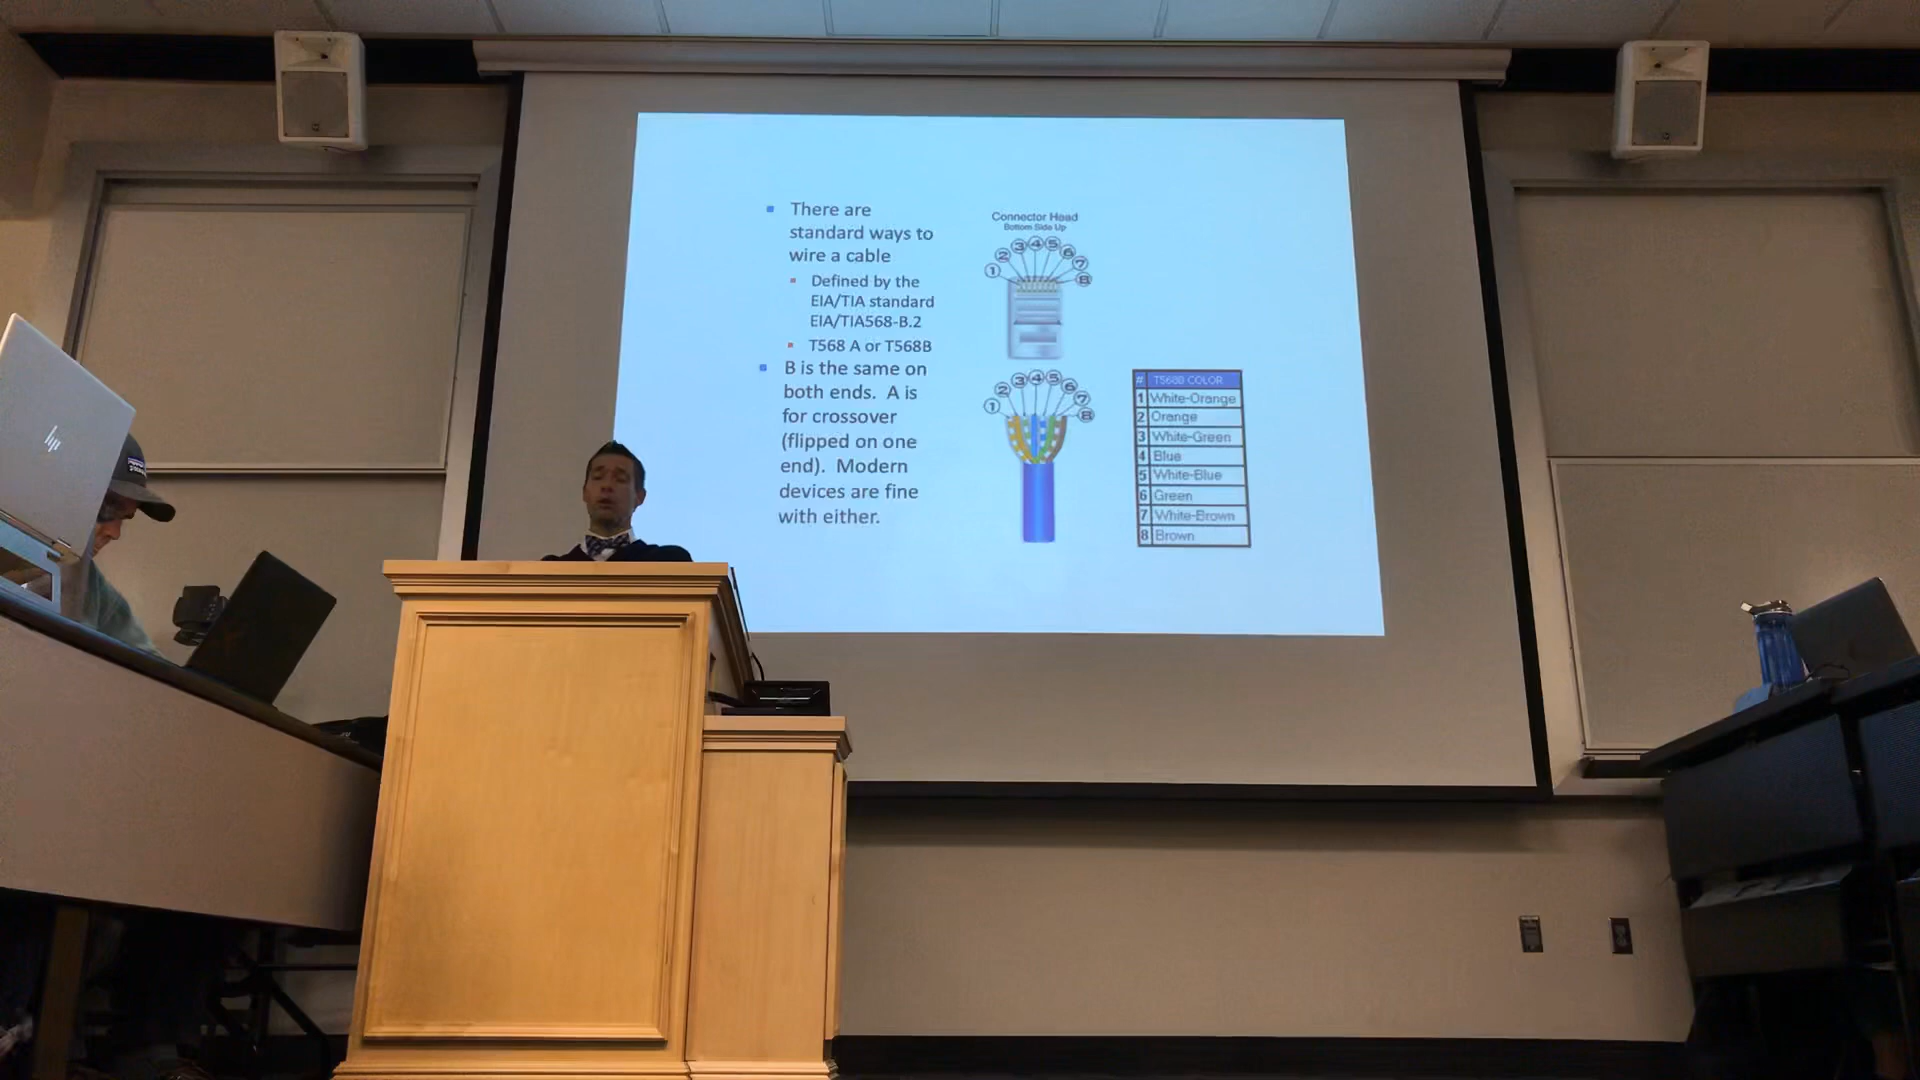 There are
standard ways to
wire a cable
Defined by the
EIA/TIA standard
EIA/TIA568-B.2
T568 A or T568B
B is the same on
both ends. A is
for crossover
(flipped on one
end). Modern
devices are fine
with either.
Connector Head
Bottom Side Up
1 2 3 4 5 6 7 8
1 2 3 4 5 6 7 8
# T568B COLOR
1 White-Orange
2 Orange
3 White-Green
4 Blue
5 White-Blue
6 Green
7 White-Brown
8 Brown
hp